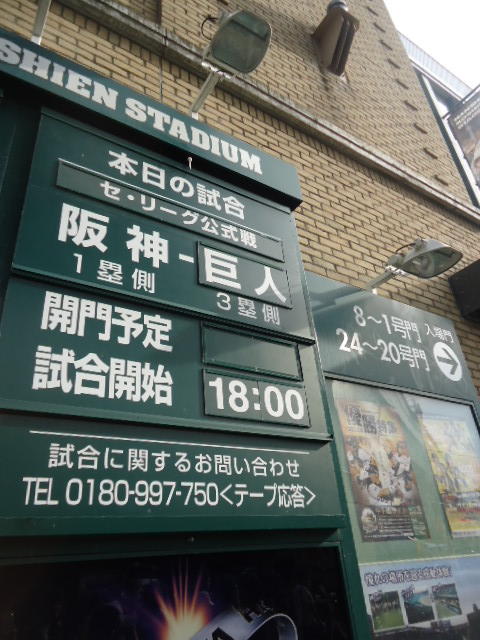 SHIEN STADIUM
本日の試合
セ・リーグ公式戦
阪神-巨人
1塁側 3塁側
開門予定
試合開始 18:00
試合に関するお問い合わせ
TEL 0180-997-750<テープ応答>
8〜1号門 入場門
24〜20号門